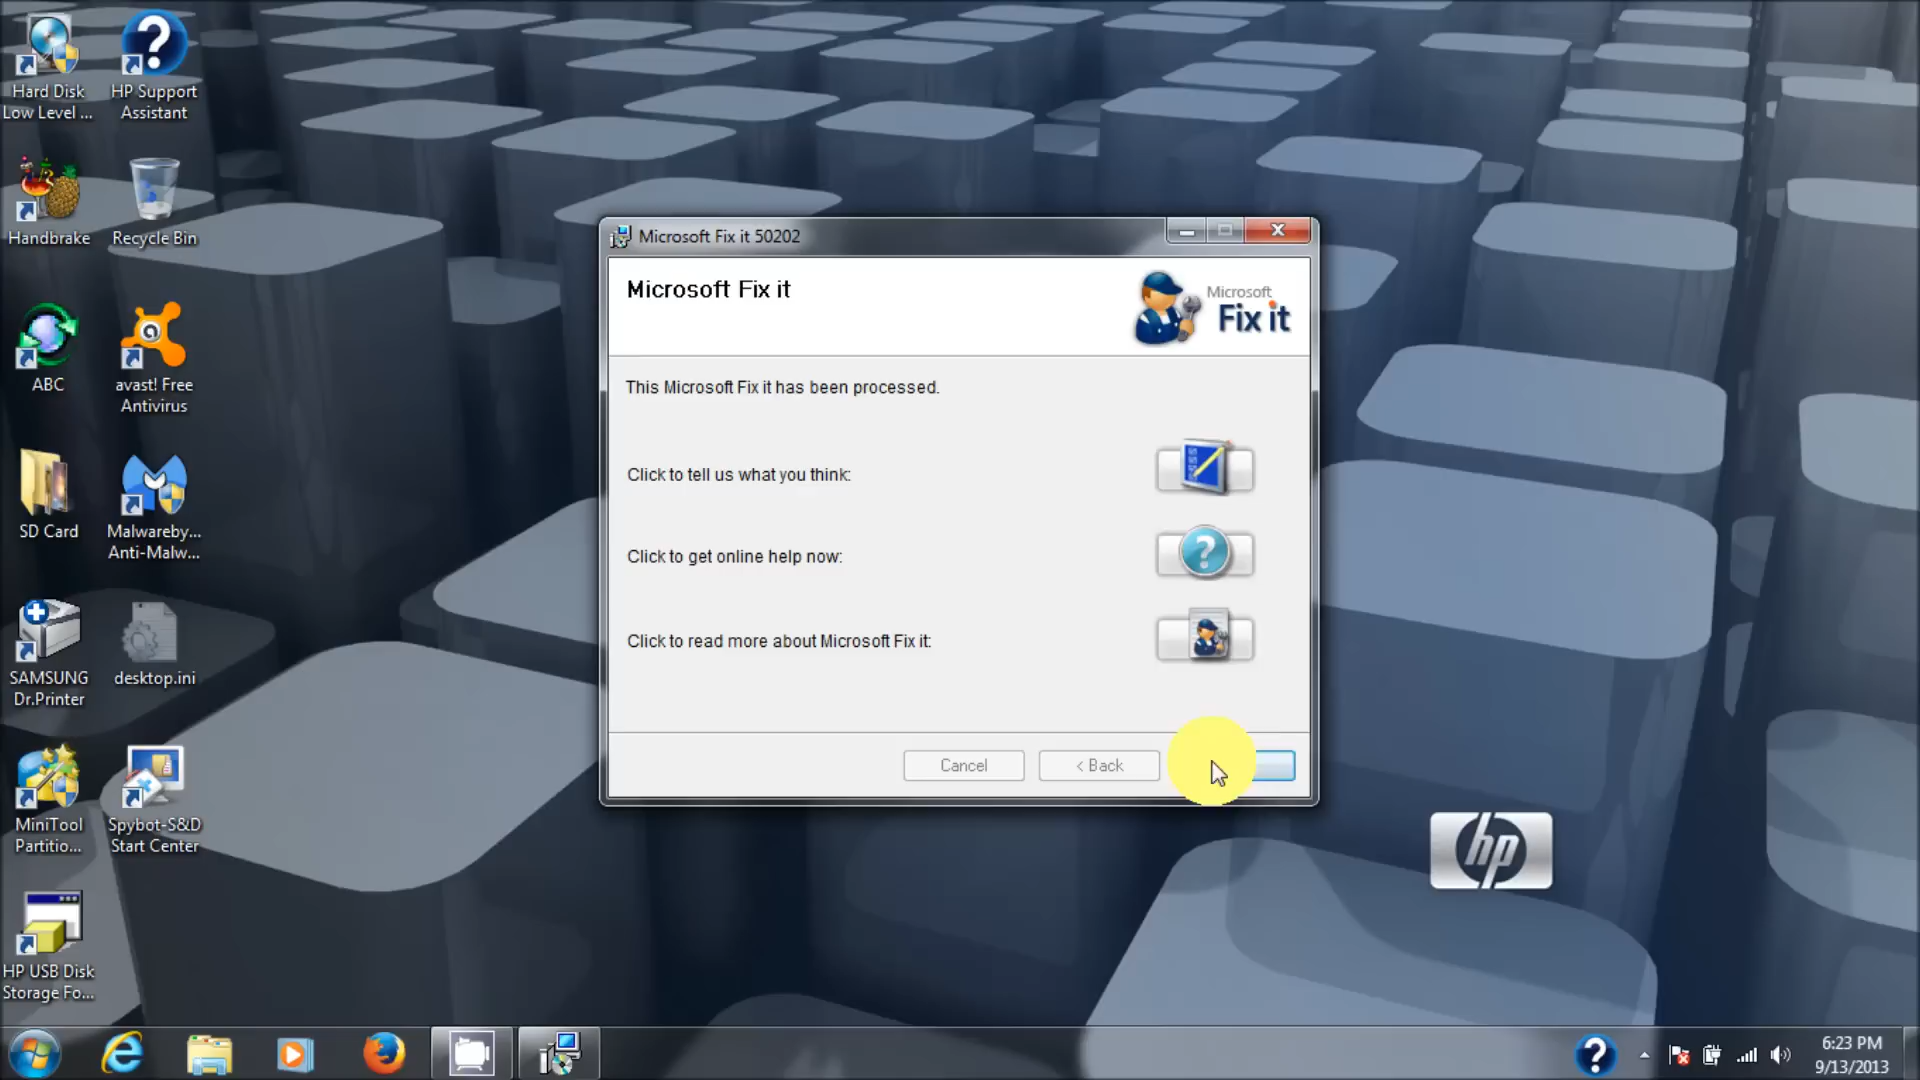 Hard Disk
Low Level ...
HP Support
Assistant
Handbrake
Recycle Bin
ABC
avast! Free
Antivirus
SD Card
Malwareby...
Anti-Malw...
SAMSUNG
Dr.Printer
desktop.ini
MiniTool
Partitio...
Spybot-S&D
Start Center
HP USB Disk
Storage Fo...
Microsoft Fix it 50202
Microsoft Fix it
Microsoft
Fix it
This Microsoft Fix it has been processed.
Click to tell us what you think:
Click to get online help now:
Click to read more about Microsoft Fix it:
Cancel
< Back
hp
6:23 PM
9/13/2013